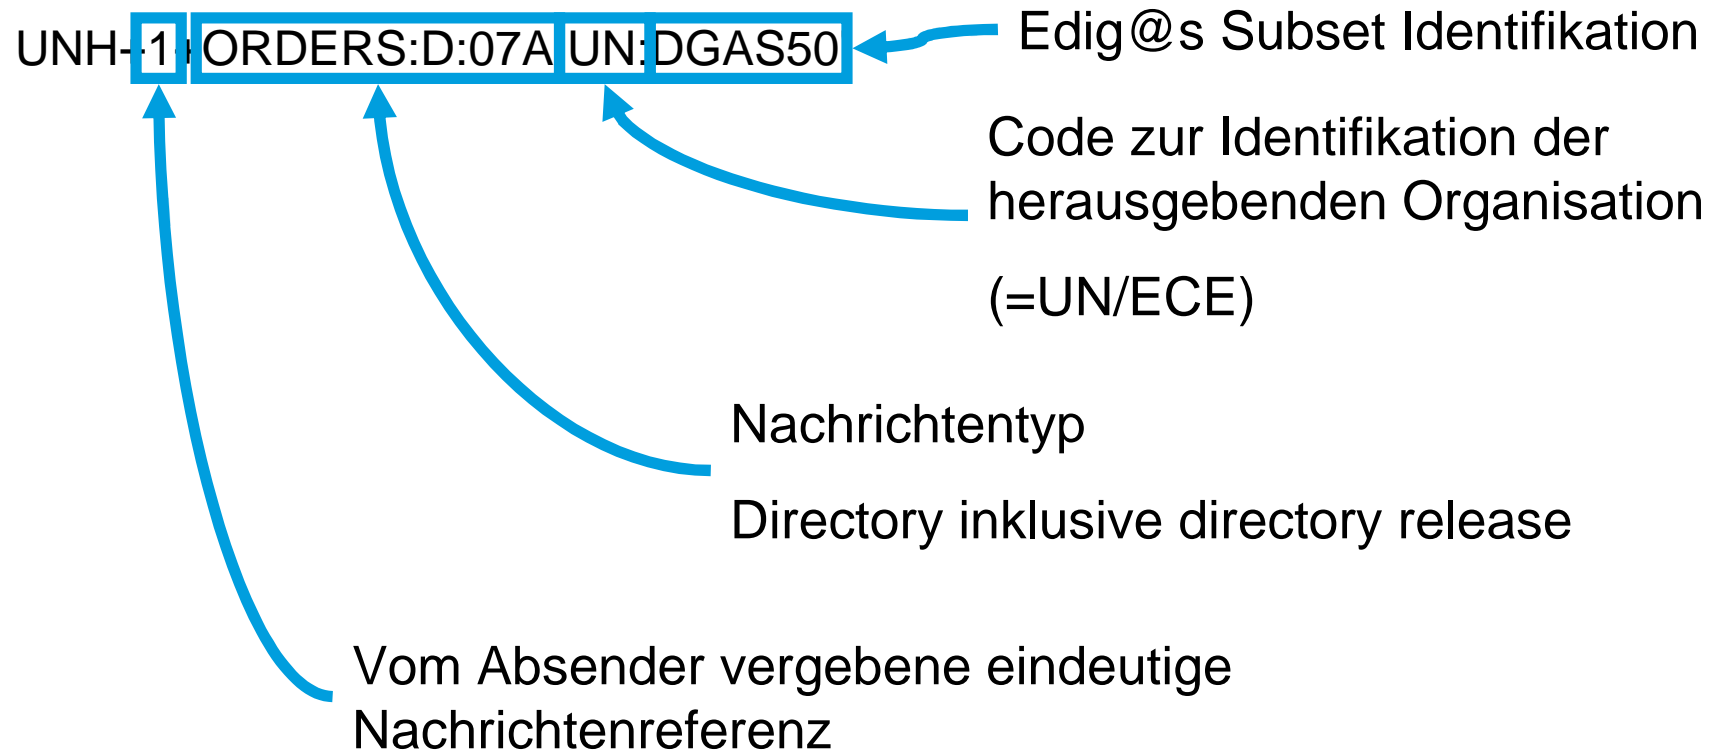 UNH+1+ORDERS:D:07A:UN:DGAS50
Edig@s Subset Identifikation
Code zur Identifikation der
herausgebenden Organisation
(=UN/ECE)
Nachrichtentyp
Directory inklusive directory release
Vom Absender vergebene eindeutige
Nachrichtenreferenz